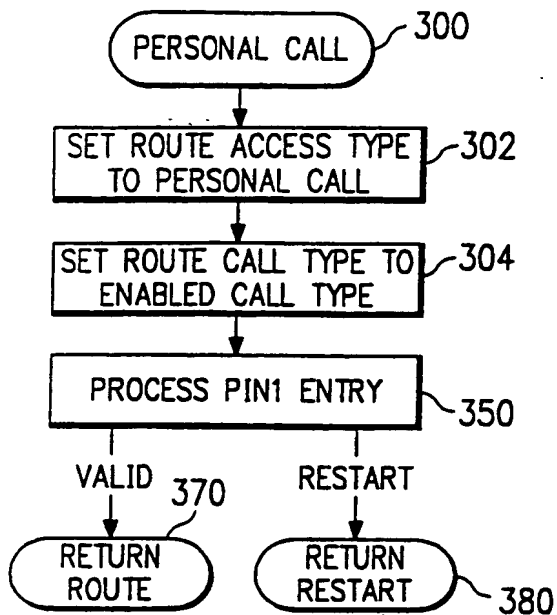 PERSONAL CALL
300
SET ROUTE ACCESS TYPE
TO PERSONAL CALL
302
SET ROUTE CALL TYPE TO
ENABLED CALL TYPE
304
PROCESS PIN1 ENTRY
350
VALID
RESTART
370
RETURN
ROUTE
RETURN
RESTART
380